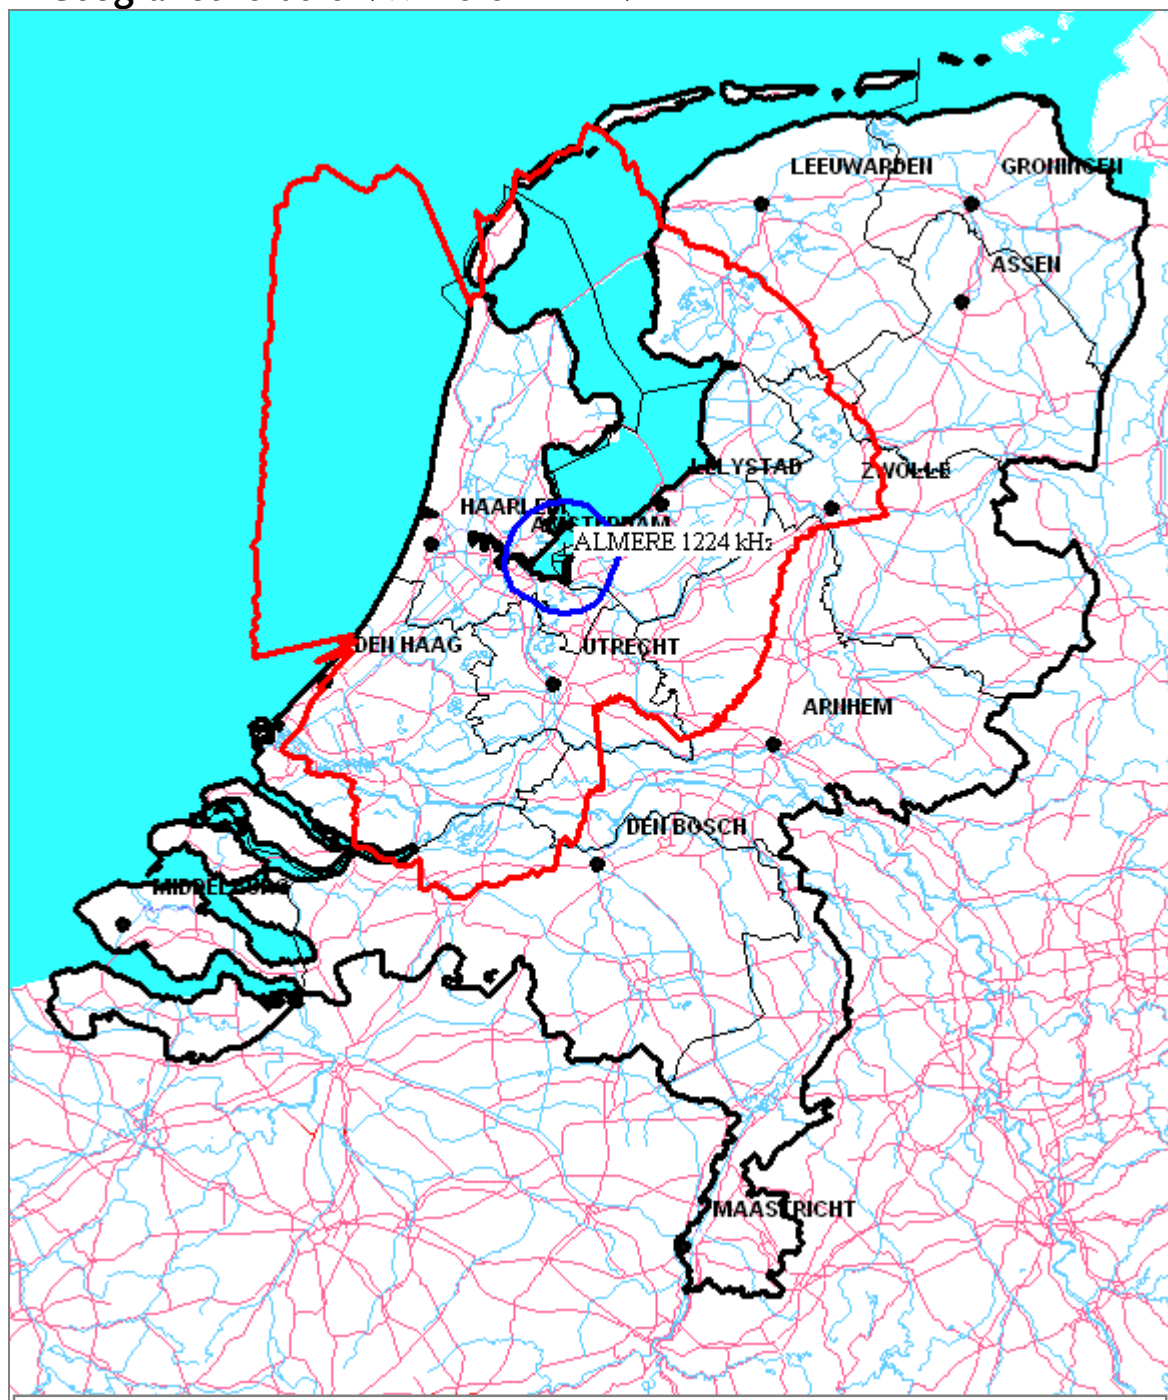 LEEUWARDEN
GRONINGEN
ASSEN
LELYSTAD
ZWOLLE
HAARLEM
AMSTERDAM
ALMERE 1224 kHz
DEN HAAG
UTRECHT
ARNHEM
DEN BOSCH
MIDDELBURG
MAASTRICHT